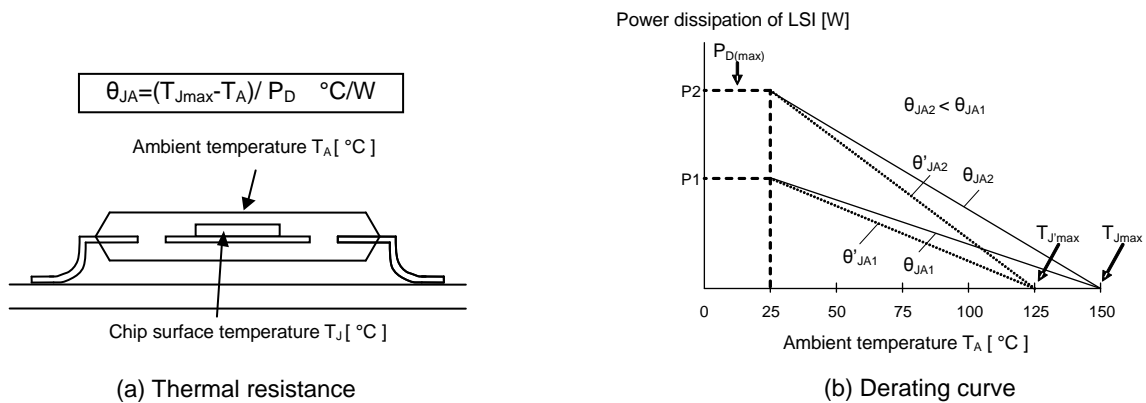 θJA=(TJmax-TA)/ PD °C/W
Ambient temperature TA [ °C]
Chip surface temperature TJ [ °C]
(a) Thermal resistance
Power dissipation of LSI [W]
PD(max)
P2
θJA2 < θJA1
θ'JA2
θJA2
P1
TJ'max
TJmax
θ'JA1
θJA1
0 25 50 75 100 125 150
Ambient temperature TA [ °C]
(b) Derating curve